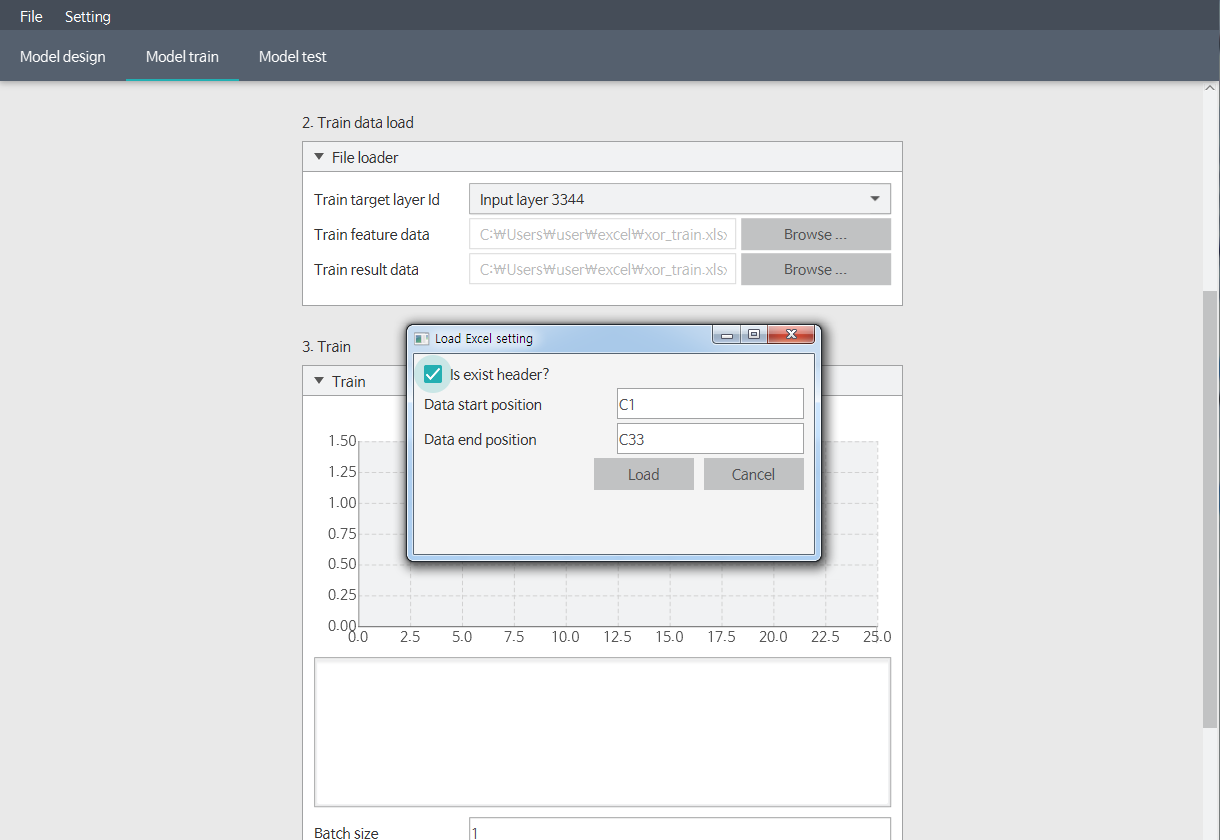 File Setting
Model design Model train Model test
2. Train data load
File loader
Train target layer Id Input layer 3344
Train feature data C:₩Users₩user₩excel₩xor_train.xlsx Browse ...
Train result data C:₩Users₩user₩excel₩xor_train.xlsx Browse ...
3. Train
Train
Load Excel setting
Is exist header?
Data start position C1
Data end position C33
Load Cancel
1.50
1.25
1.00
0.75
0.50
0.25
0.00
0.0 2.5 5.0 7.5 10.0 12.5 15.0 17.5 20.0 22.5 25.0
Batch size 1